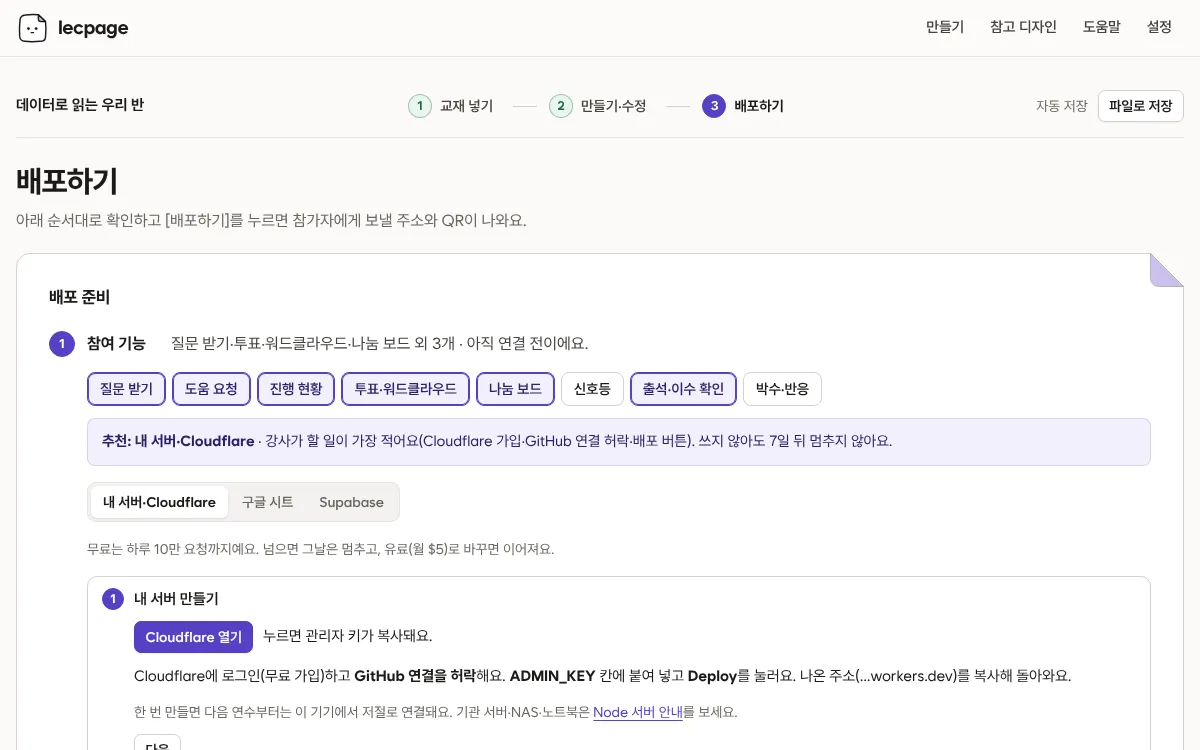 lecpage
만들기 참고 디자인 도움말 설정
데이터로 읽는 우리 반
1 교재 넣기 2 만들기·수정 3 배포하기
자동 저장 파일로 저장
배포하기
아래 순서대로 확인하고 [배포하기]를 누르면 참가자에게 보낼 주소와 QR이 나와요.
배포 준비
1 참여 기능 질문 받기·투표·워드클라우드·나눔 보드 외 3개 · 아직 연결 전이에요.
질문 받기 도움 요청 진행 현황 투표·워드클라우드 나눔 보드 신호등 출석·이수 확인 박수·반응
추천: 내 서버·Cloudflare · 강사가 할 일이 가장 적어요(Cloudflare 가입·GitHub 연결 허락·배포 버튼). 쓰지 않아도 7일 뒤 멈추지 않아요.
내 서버·Cloudflare 구글 시트 Supabase
무료는 하루 10만 요청까지예요. 넘으면 그날은 멈추고, 유료(월 $5)로 바꾸면 이어져요.
1 내 서버 만들기
Cloudflare 열기 누르면 관리자 키가 복사돼요.
Cloudflare에 로그인(무료 가입)하고 GitHub 연결을 허락해요. ADMIN_KEY 칸에 붙여 넣고 Deploy를 눌러요. 나온 주소(...workers.dev)를 복사해 돌아와요.
한 번 만들면 다음 연수부터는 이 기기에서 저절로 연결돼요. 기관 서버·NAS·노트북은 Node 서버 안내를 보세요.
다음